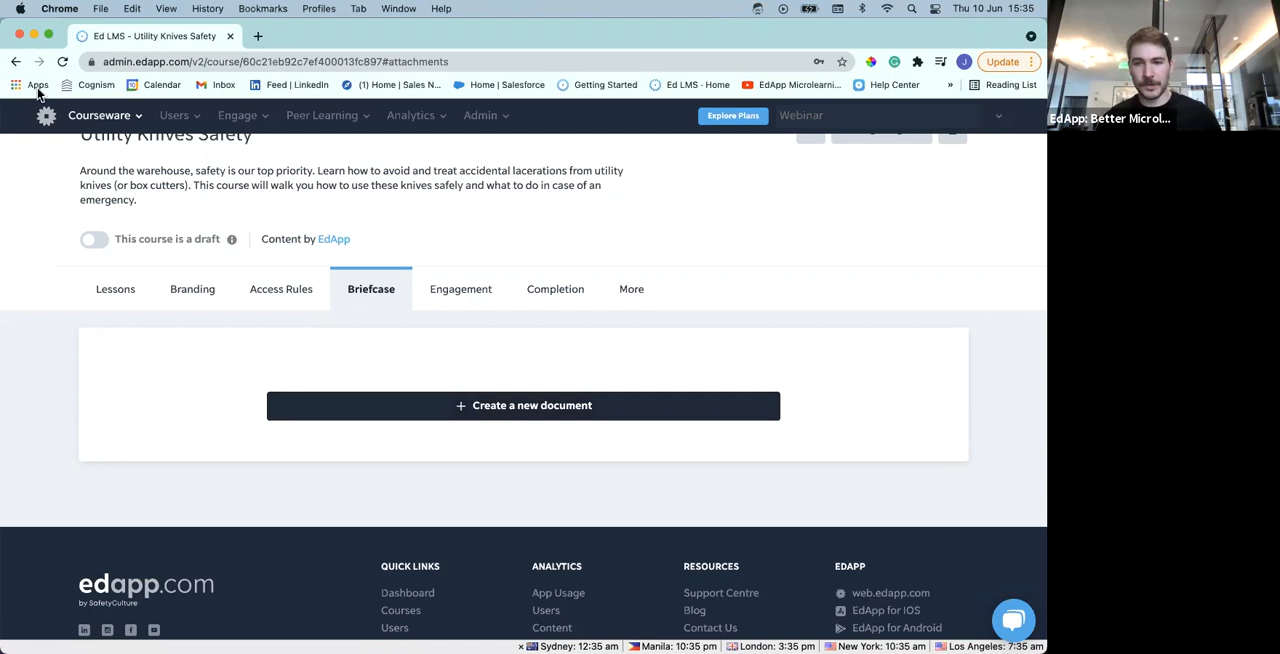 Chrome File Edit View History Bookmarks Profiles Tab Window Help Thu 10 Jun 15:35
Ed LMS - Utility Knives Safety
admin.edapp.com/v2/course/60c21eb92c7ef400013fc897#attachments Update
Apps Cognism Calendar Inbox Feed | LinkedIn (1) Home | Sales N... Home | Salesforce Getting Started Ed LMS - Home EdApp Microlearni... Help Center » Reading List
Courseware Users Engage Peer Learning Analytics Admin Explore Plans Webinar
EdApp: Better Microl...
Utility Knives Safety
Around the warehouse, safety is our top priority. Learn how to avoid and treat accidental lacerations from utility
knives (or box cutters). This course will walk you how to use these knives safely and what to do in case of an
emergency.
This course is a draft Content by EdApp
Lessons Branding Access Rules Briefcase Engagement Completion More
+ Create a new document
edapp.com
by SafetyCulture
QUICK LINKS
Dashboard
Courses
Users
ANALYTICS
App Usage
Users
Content
RESOURCES
Support Centre
Blog
Contact Us
EDAPP
web.edapp.com
EdApp for IOS
EdApp for Android
× Sydney: 12:35 am | Manila: 10:35 pm | London: 3:35 pm | New York: 10:35 am | Los Angeles: 7:35 am